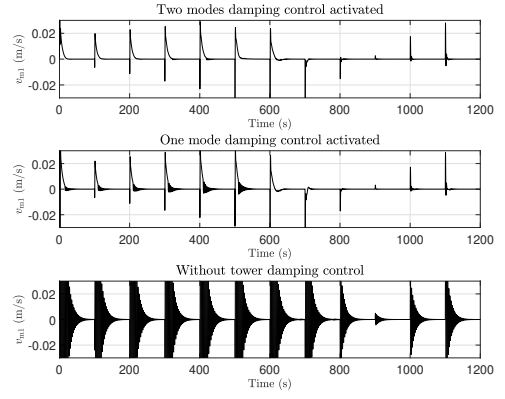 Two modes damping control activated
0.02
0
-0.02
v_m1 (m/s)
0 200 400 600 800 1000 1200
Time (s)
One mode damping control activated
0.02
0
-0.02
v_m1 (m/s)
0 200 400 600 800 1000 1200
Time (s)
Without tower damping control
0.02
0
-0.02
v_m1 (m/s)
0 200 400 600 800 1000 1200
Time (s)